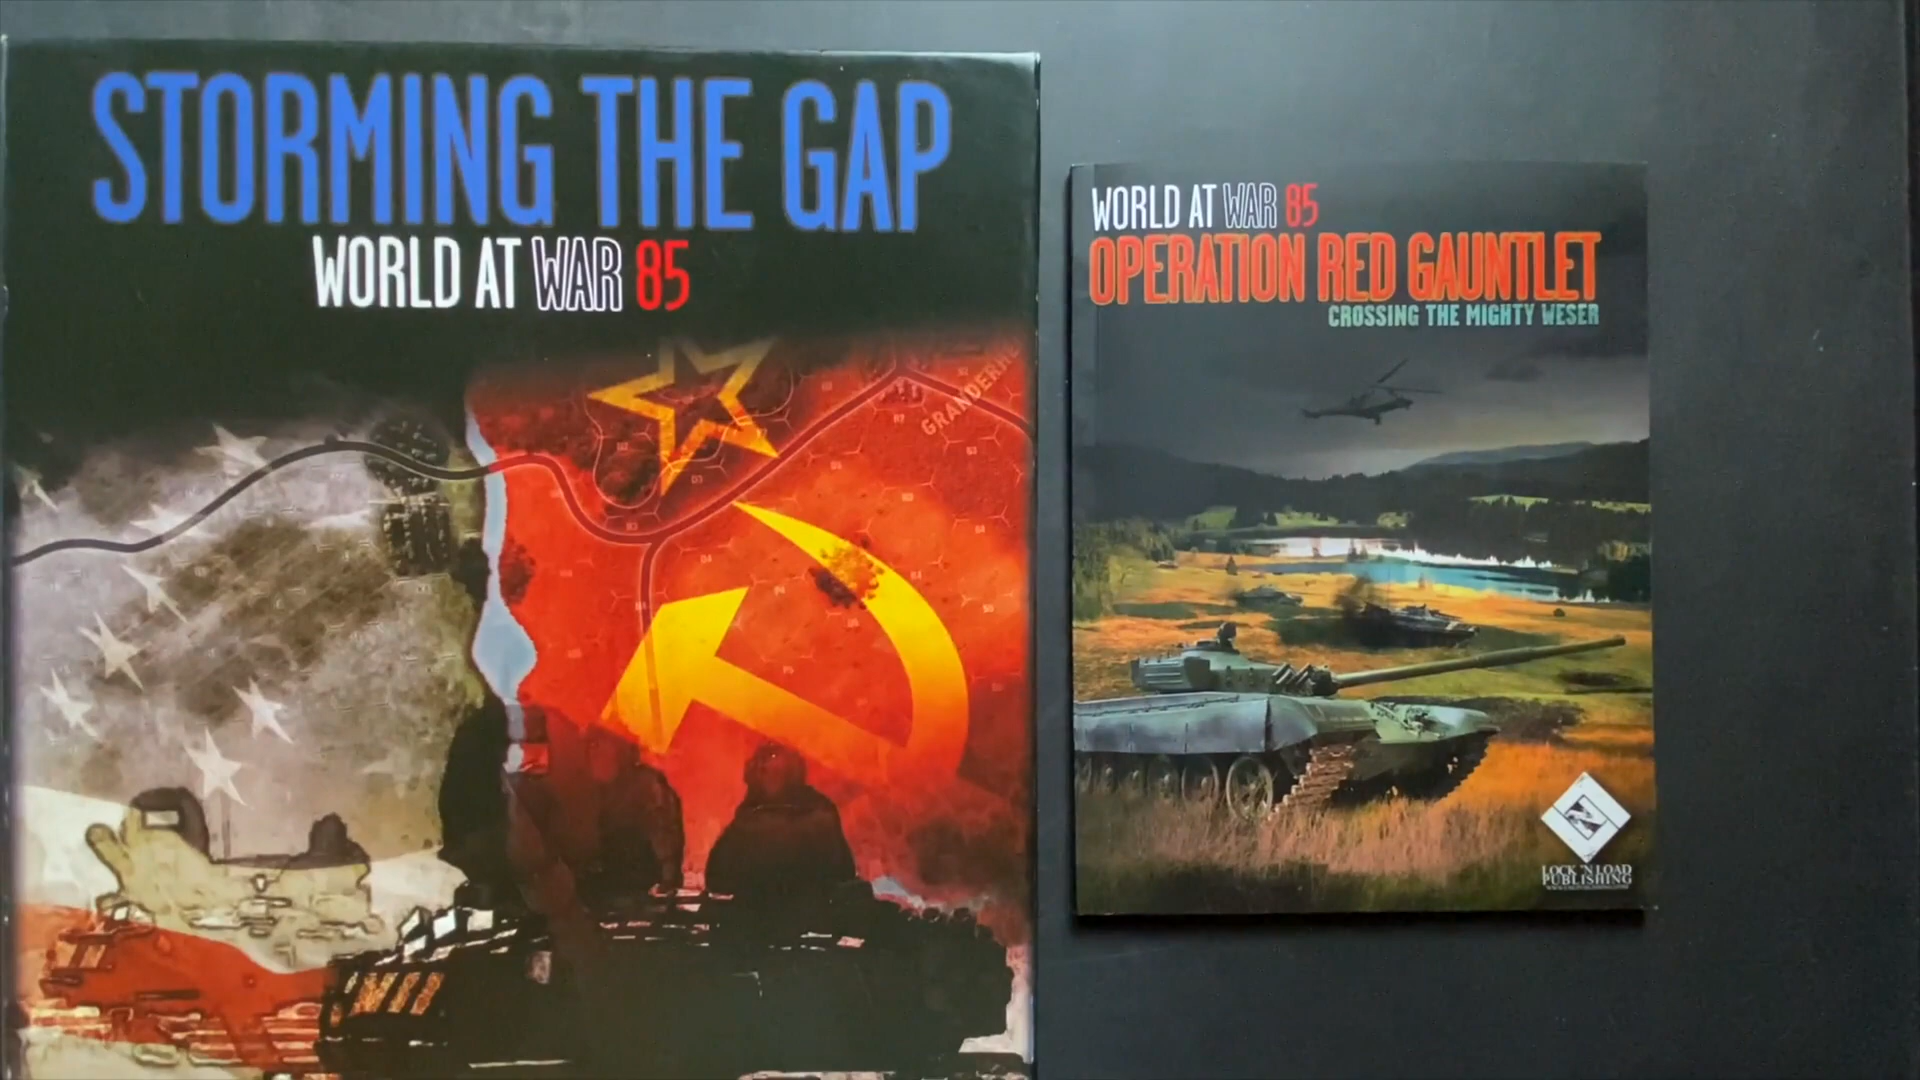 STORMING THE GAP
WORLD AT WAR 85
WORLD AT WAR 85
OPERATION RED GAUNTLET
CROSSING THE MIGHTY WESER
LOCK 'N LOAD
PUBLISHING